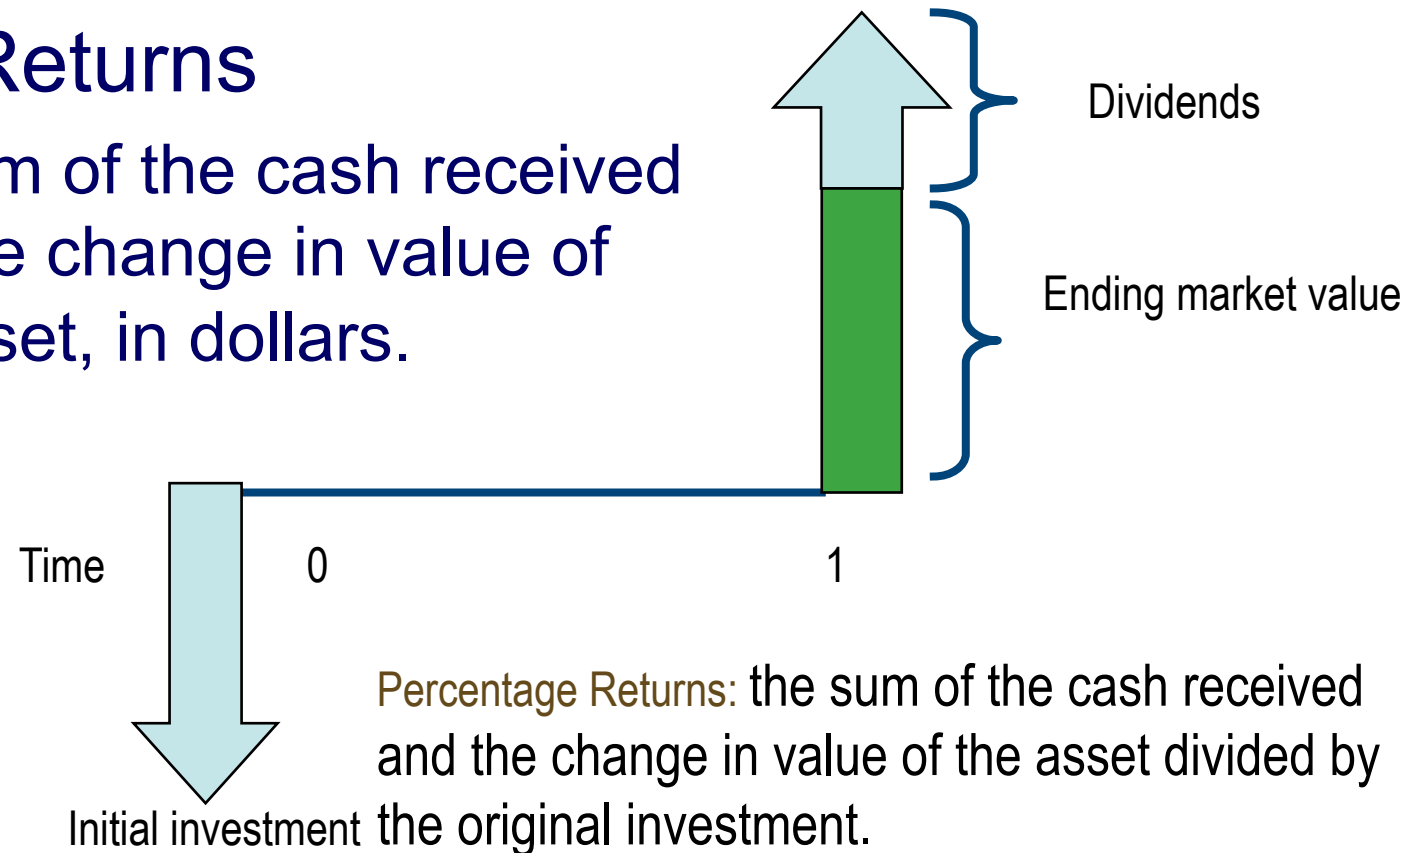 Returns
m of the cash received
e change in value of
set, in dollars.
Dividends
Ending market value
Time 0 1
Percentage Returns: the sum of the cash received
and the change in value of the asset divided by
Initial investment the original investment.